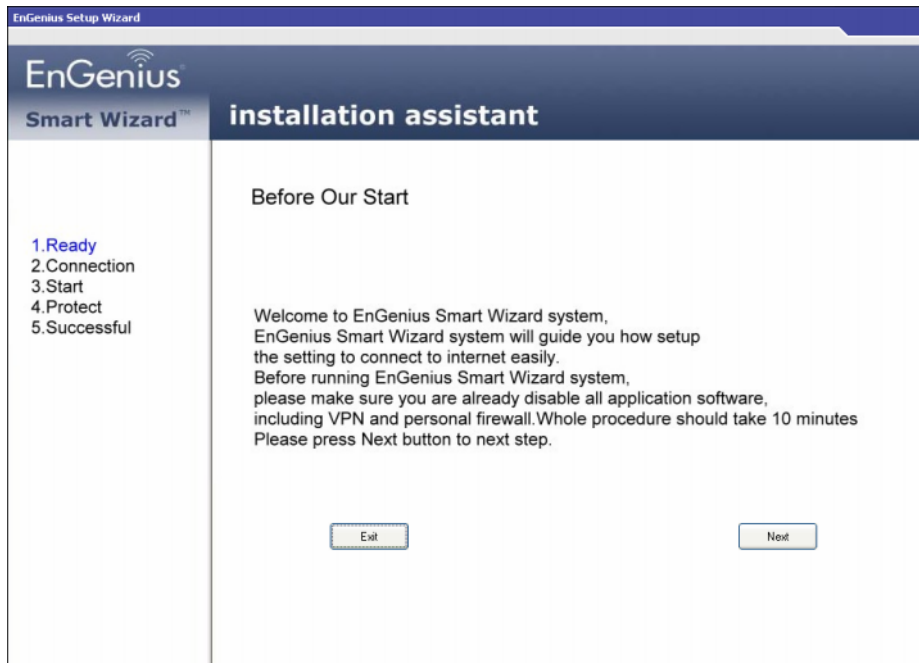 EnGenius Setup Wizard
EnGenius®
Smart Wizard™
installation assistant
Before Our Start
1.Ready
2.Connection
3.Start
4.Protect
5.Successful
Welcome to EnGenius Smart Wizard system,
EnGenius Smart Wizard system will guide you how setup
the setting to connect to internet easily.
Before running EnGenius Smart Wizard system,
please make sure you are already disable all application software,
including VPN and personal firewall.Whole procedure should take 10 minutes
Please press Next button to next step.
Exit
Next